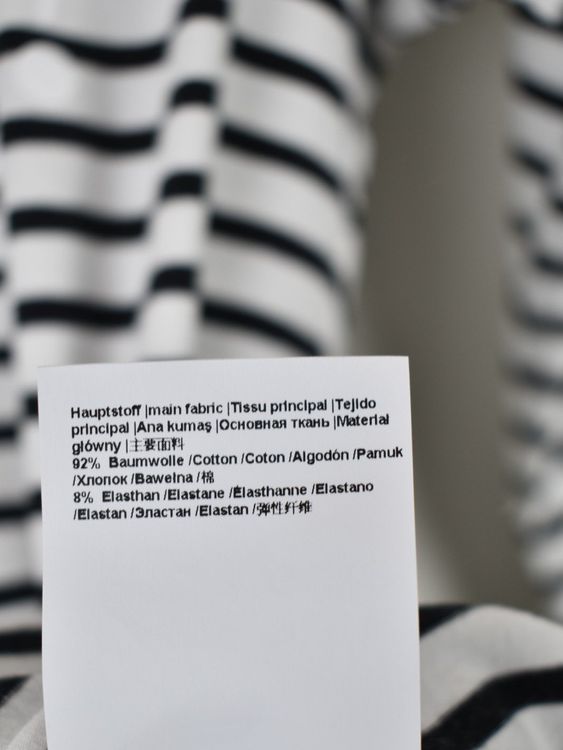 Hauptstoff |main fabric |Tissu principal |Tejido
principal |Ana kumaş |Основная ткань |Material
główny |主要面料
92% Baumwolle /Cotton /Coton /Algodón /Pamuk
/Хлопок /Bawełna /棉
8% Elasthan /Elastane /Élasthanne /Elastano
/Elastan /Эластан /Elastan /弹性纤维